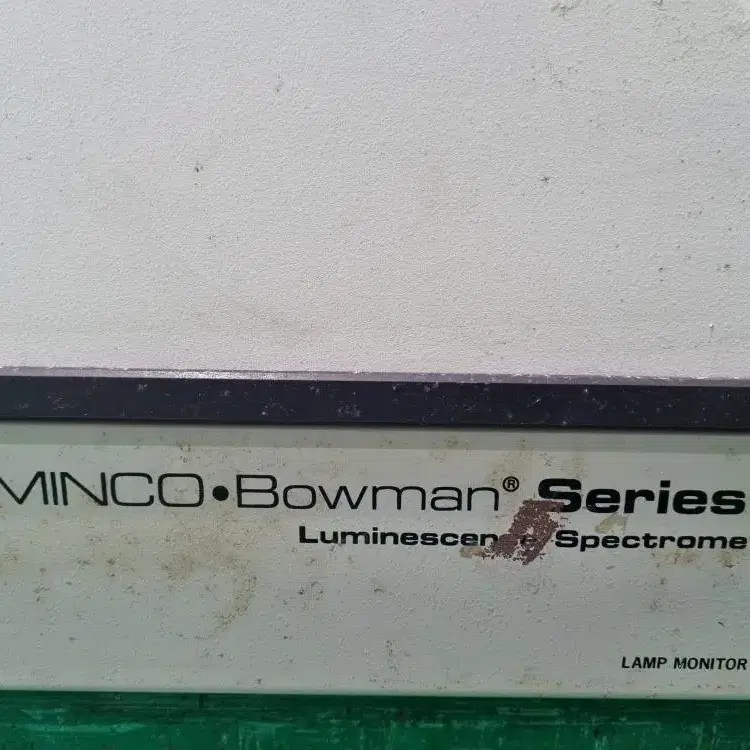 MINCO•Bowman® Series
Luminescen e Spectrome
LAMP MONITOR